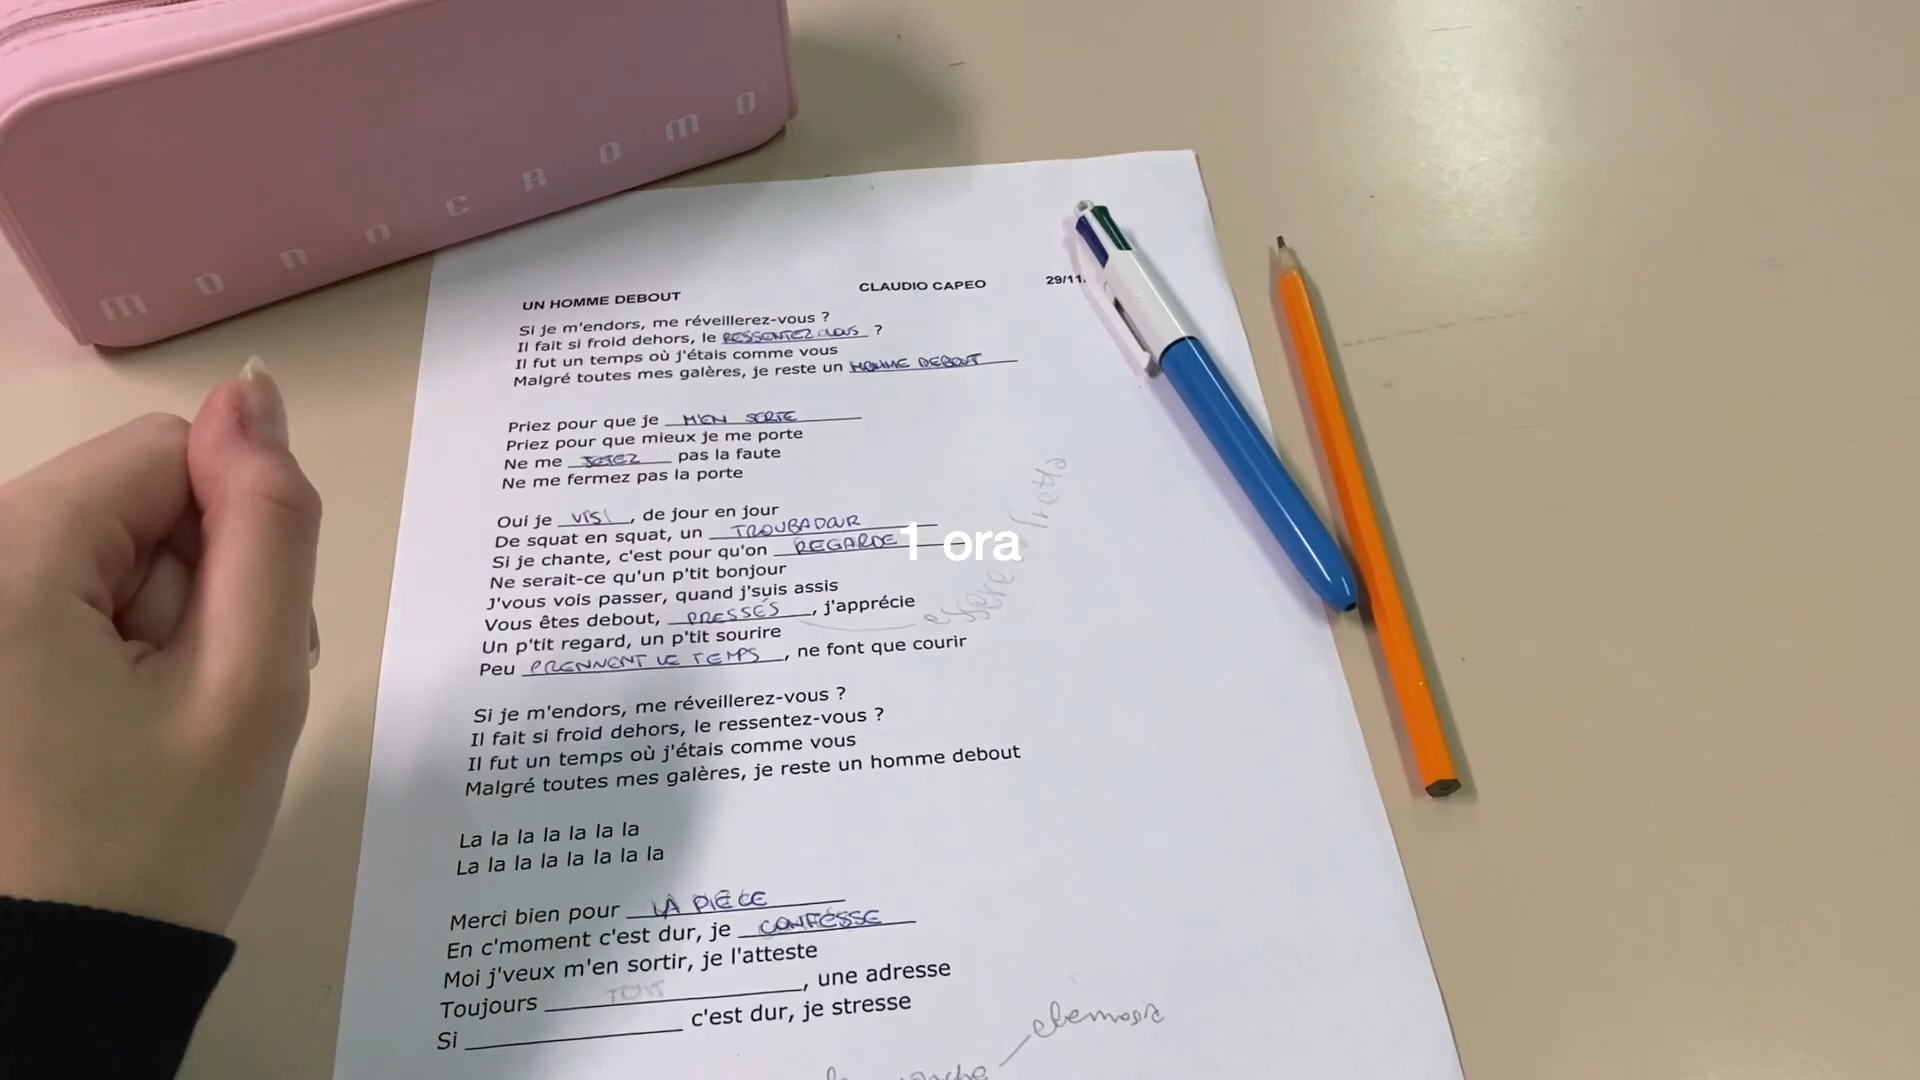 MONOCROMO
UN HOMME DEBOUT CLAUDIO CAPEO 29/11.
Si je m'endors, me réveillerez-vous ?
Il fait si froid dehors, le RESSENTEZ VOUS ?
Il fut un temps où j'étais comme vous
Malgré toutes mes galères, je reste un HOMME DEBOUT
Priez pour que je M'EN SORTE
Priez pour que mieux je me porte
Ne me JETEZ pas la faute
Ne me fermez pas la porte
Oui je VIS, de jour en jour
De squat en squat, un TROUBADOUR
Si je chante, c'est pour qu'on REGARDE
1 ora
Ne serait-ce qu'un p'tit bonjour
J'vous vois passer, quand j'suis assis
Vous êtes debout, PRESSÉS, j'apprécie
essere fretta
Un p'tit regard, un p'tit sourire
Peu PRENNENT LE TEMPS, ne font que courir
Si je m'endors, me réveillerez-vous ?
Il fait si froid dehors, le ressentez-vous ?
Il fut un temps où j'étais comme vous
Malgré toutes mes galères, je reste un homme debout
La la la la la la la
La la la la la la la la
Merci bien pour LA PIÈCE
En c'moment c'est dur, je CONFESSE
Moi j'veux m'en sortir, je l'atteste
Toujours TOIT, une adresse
Si c'est dur, je stresse